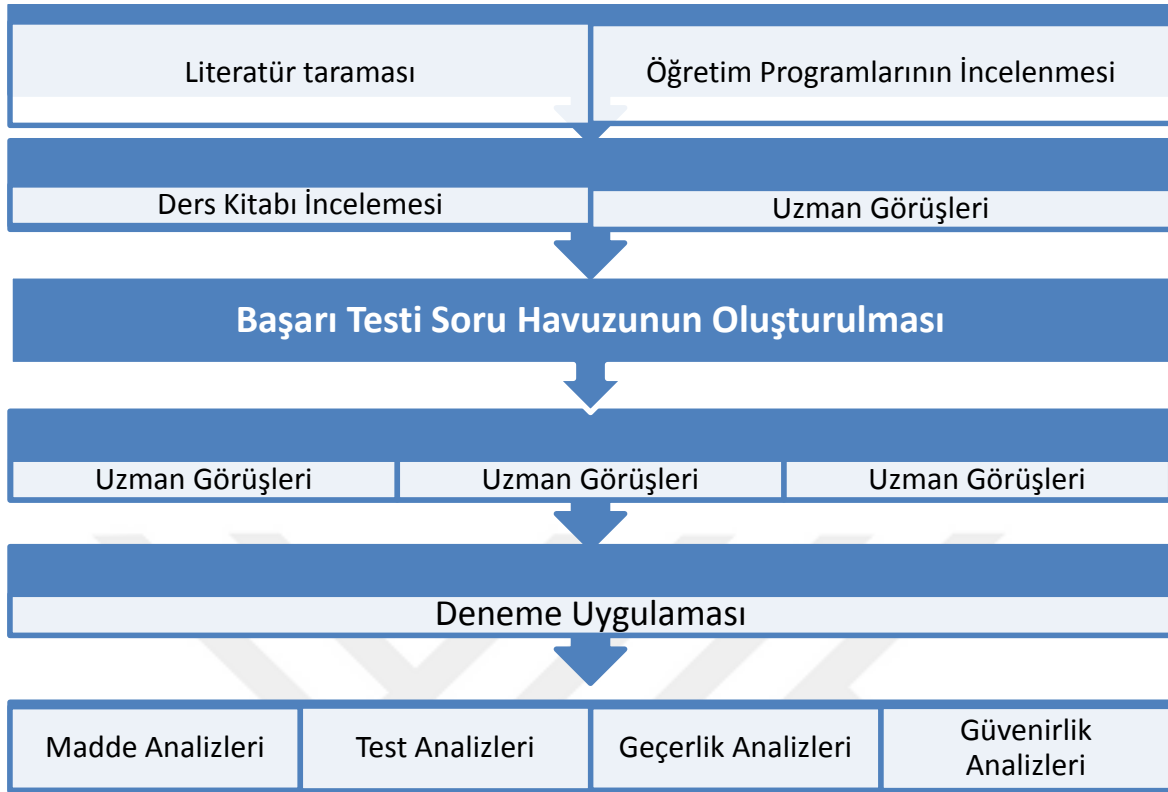 Literatür taraması
Öğretim Programlarının İncelenmesi
Ders Kitabı İncelemesi
Uzman Görüşleri
Başarı Testi Soru Havuzunun Oluşturulması
Uzman Görüşleri
Uzman Görüşleri
Uzman Görüşleri
Deneme Uygulaması
Madde Analizleri
Test Analizleri
Geçerlik Analizleri
Güvenirlik
Analizleri